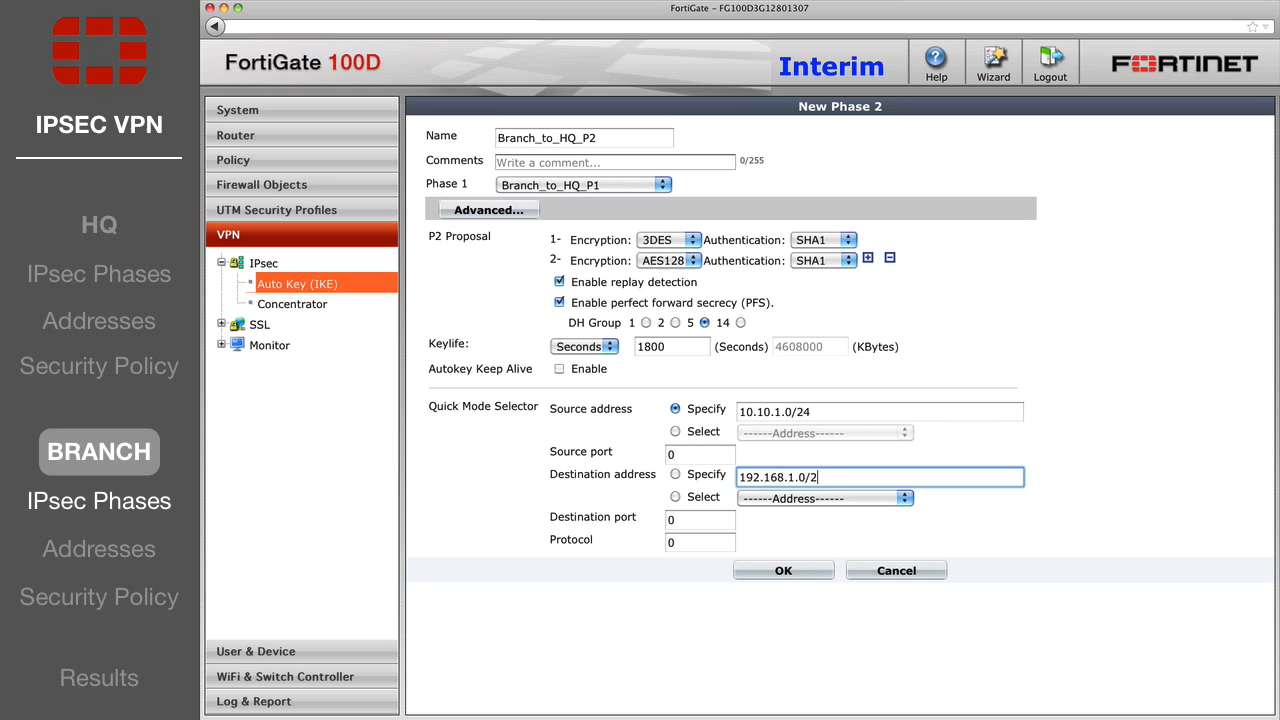 FortiGate - FG100D3G12801307
FortiGate 100D
Interim
Help
Wizard
Logout
FORTINET
IPSEC VPN
HQ
IPsec Phases
Addresses
Security Policy
BRANCH
IPsec Phases
Addresses
Security Policy
Results
System
Router
Policy
Firewall Objects
UTM Security Profiles
VPN
IPsec
Auto Key (IKE)
Concentrator
SSL
Monitor
User & Device
WiFi & Switch Controller
Log & Report
New Phase 2
Name Branch_to_HQ_P2
Comments Write a comment... 0/255
Phase 1 Branch_to_HQ_P1
Advanced...
P2 Proposal 1- Encryption: 3DES Authentication: SHA1
2- Encryption: AES128 Authentication: SHA1
Enable replay detection
Enable perfect forward secrecy (PFS).
DH Group 1 2 5 14
Keylife: Seconds 1800 (Seconds) 4608000 (KBytes)
Autokey Keep Alive Enable
Quick Mode Selector Source address Specify 10.10.1.0/24
Select ------Address------
Source port 0
Destination address Specify 192.168.1.0/2
Select ------Address------
Destination port 0
Protocol 0
OK Cancel